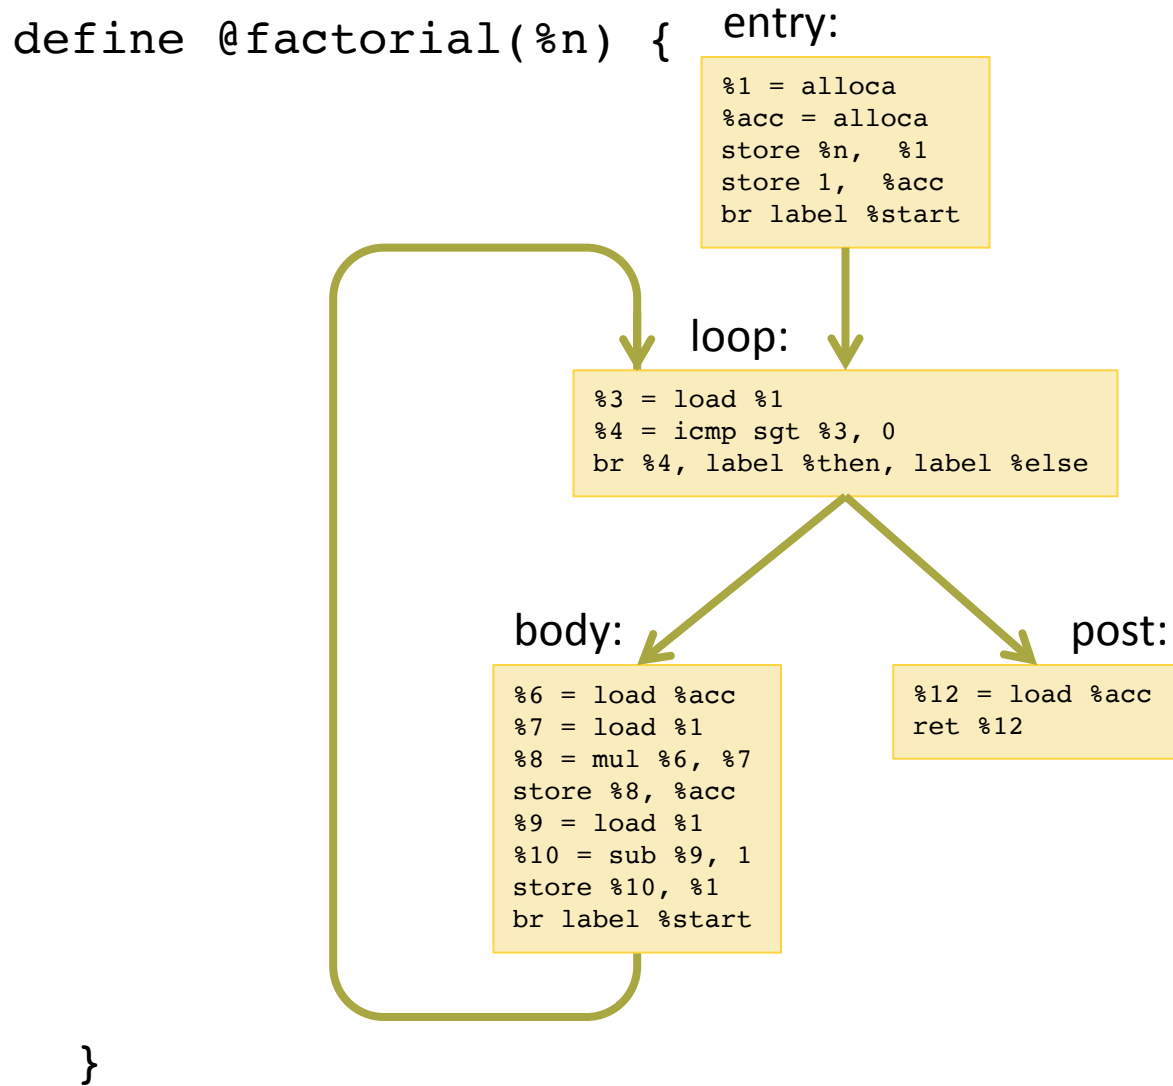 define @factorial(%n) {
entry:
%1 = alloca
%acc = alloca
store %n,  %1
store 1,  %acc
br label %start
loop:
%3 = load %1
%4 = icmp sgt %3, 0
br %4, label %then, label %else
body:
%6 = load %acc
%7 = load %1
%8 = mul %6, %7
store %8, %acc
%9 = load %1
%10 = sub %9, 1
store %10, %1
br label %start
post:
%12 = load %acc
ret %12
}